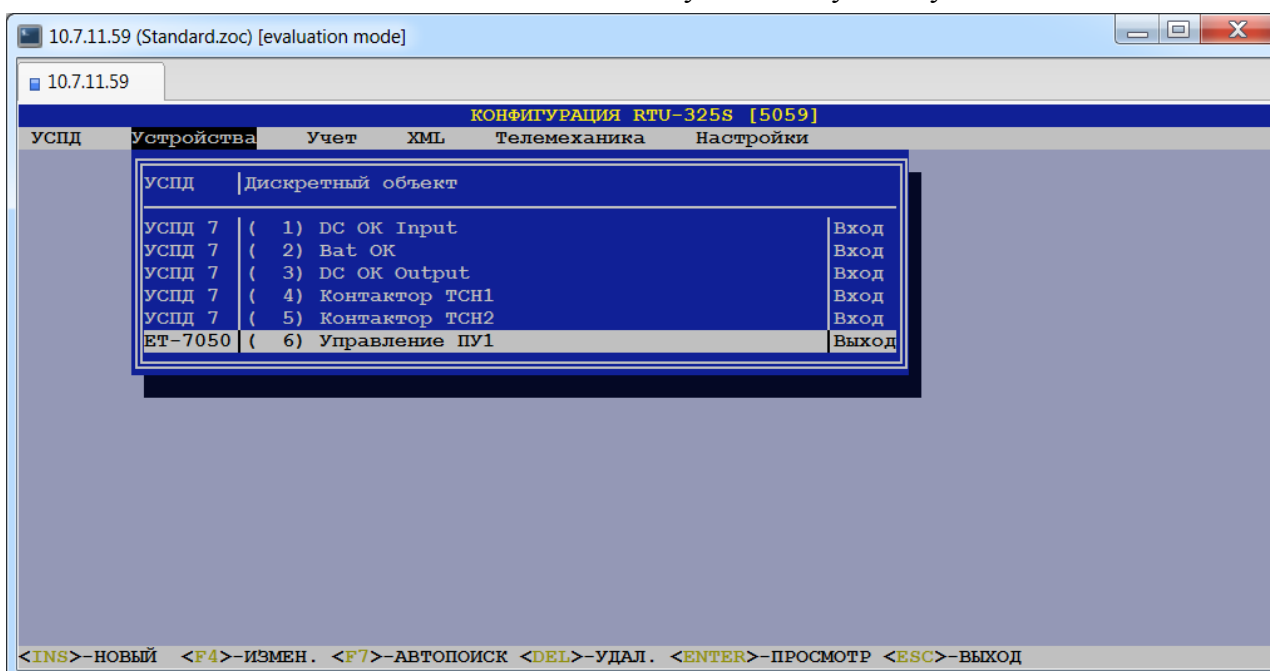 10.7.11.59 (Standard.zoc) [evaluation mode]
10.7.11.59
КОНФИГУРАЦИЯ RTU-325S [5059]
УСПД Устройства Учет XML Телемеханика Настройки
УСПД Дискретный объект
УСПД 7 ( 1) DC OK Input Вход
УСПД 7 ( 2) Bat OK Вход
УСПД 7 ( 3) DC OK Output Вход
УСПД 7 ( 4) Контактор ТСН1 Вход
УСПД 7 ( 5) Контактор ТСН2 Вход
ET-7050 ( 6) Управление ПУ1 Выход
<INS>-НОВЫЙ <F4>-ИЗМЕН. <F7>-АВТОПОИСК <DEL>-УДАЛ. <ENTER>-ПРОСМОТР <ESC>-ВЫХОД